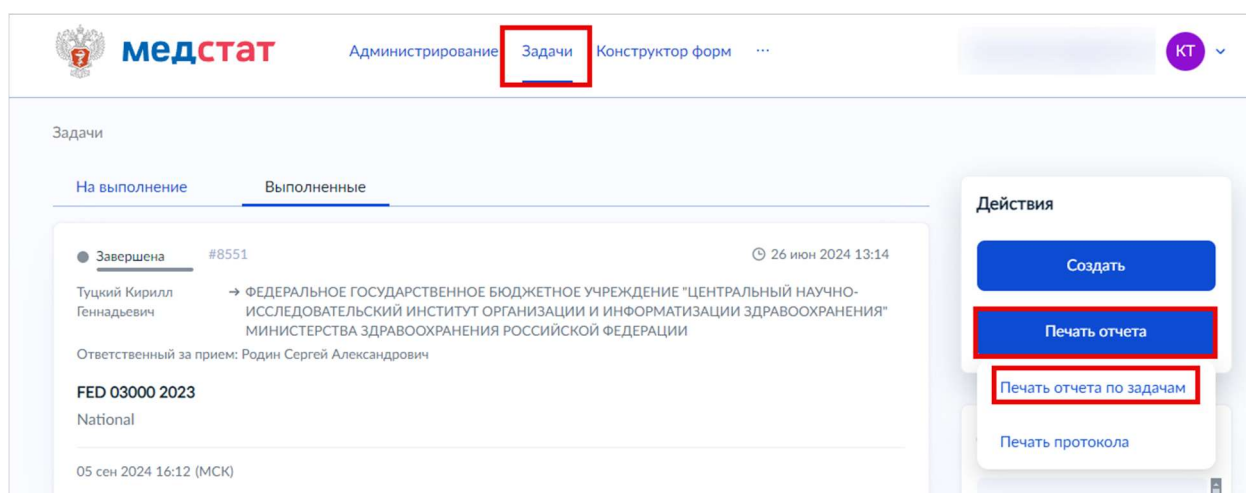 медстат
Администрирование Задачи Конструктор форм ...
КТ
Задачи
На выполнение Выполненные
Завершена #8551 26 июн 2024 13:14
Туцкий Кирилл Геннадьевич
→ ФЕДЕРАЛЬНОЕ ГОСУДАРСТВЕННОЕ БЮДЖЕТНОЕ УЧРЕЖДЕНИЕ "ЦЕНТРАЛЬНЫЙ НАУЧНО-
ИССЛЕДОВАТЕЛЬСКИЙ ИНСТИТУТ ОРГАНИЗАЦИИ И ИНФОРМАТИЗАЦИИ ЗДРАВООХРАНЕНИЯ"
МИНИСТЕРСТВА ЗДРАВООХРАНЕНИЯ РОССИЙСКОЙ ФЕДЕРАЦИИ
Ответственный за прием: Родин Сергей Александрович
FED 03000 2023
National
05 сен 2024 16:12 (МСК)
Действия
Создать
Печать отчета
Печать отчета по задачам
Печать протокола